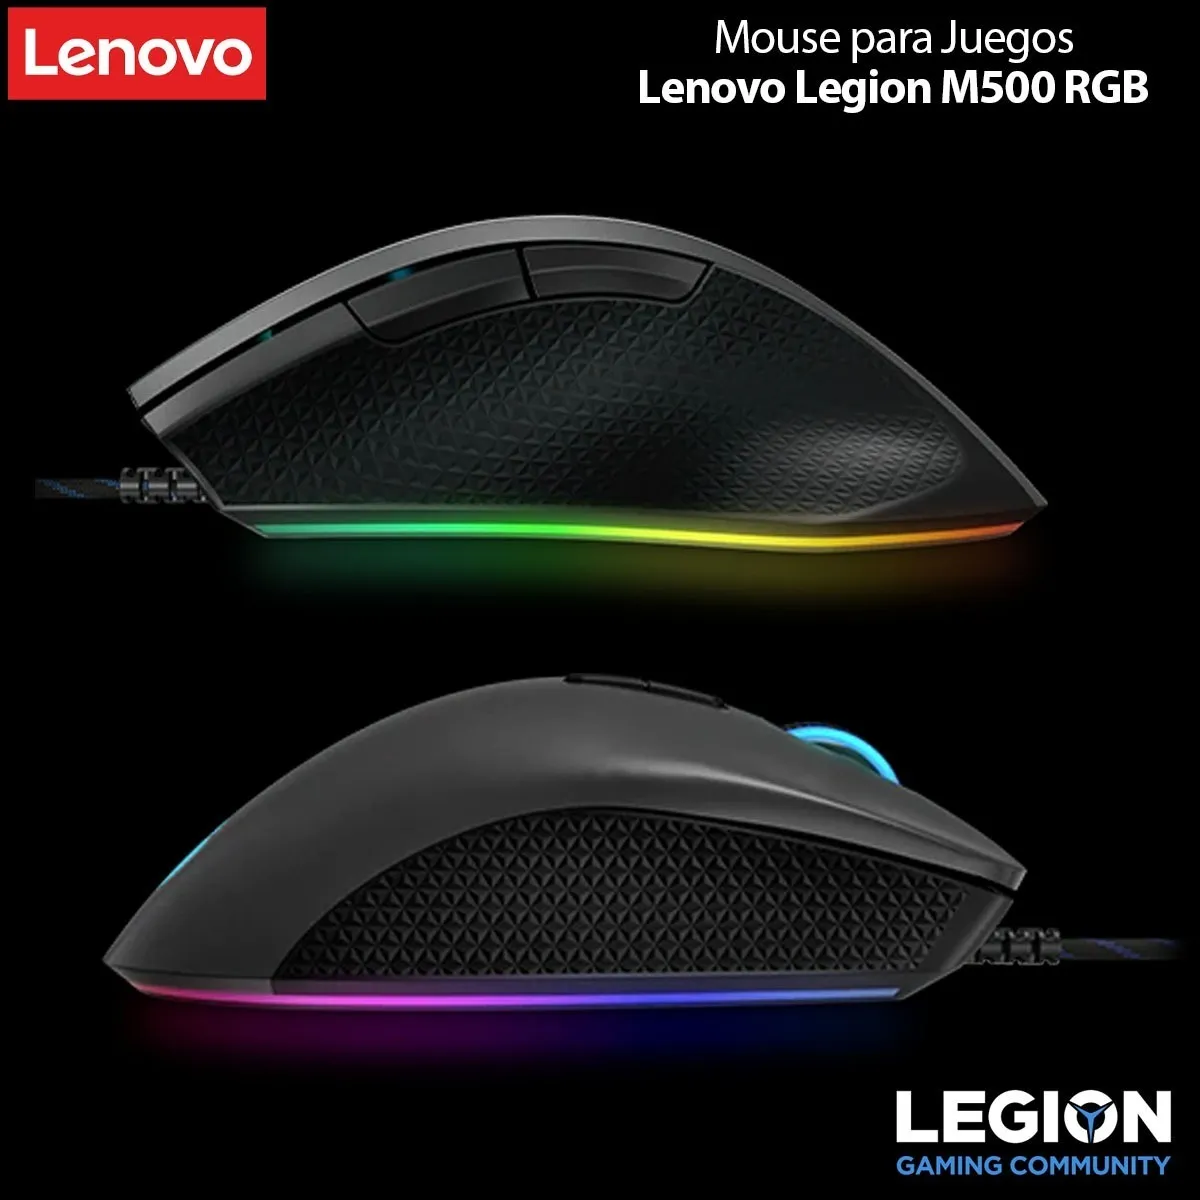 Lenovo
Mouse para Juegos
Lenovo Legion M500 RGB
LEGION
GAMING COMMUNITY